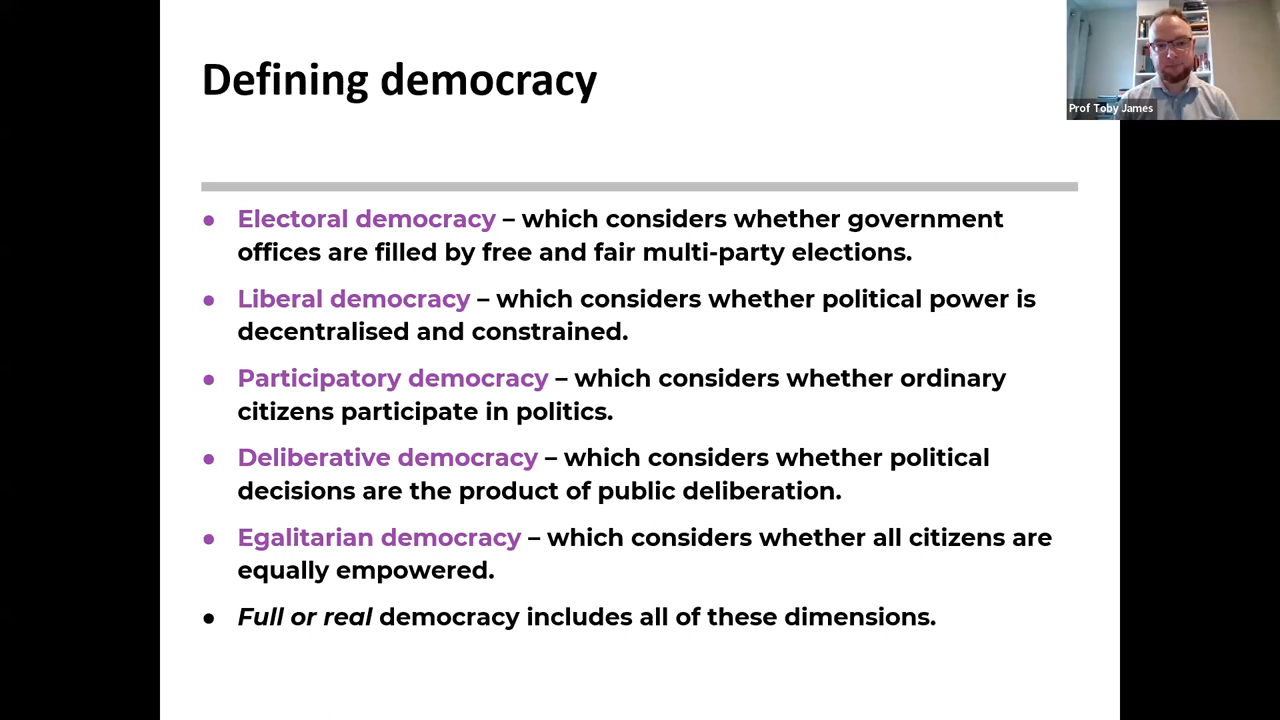 Defining democracy
Prof Toby James
● Electoral democracy – which considers whether government
offices are filled by free and fair multi-party elections.
● Liberal democracy – which considers whether political power is
decentralised and constrained.
● Participatory democracy – which considers whether ordinary
citizens participate in politics.
● Deliberative democracy – which considers whether political
decisions are the product of public deliberation.
● Egalitarian democracy – which considers whether all citizens are
equally empowered.
● Full or real democracy includes all of these dimensions.